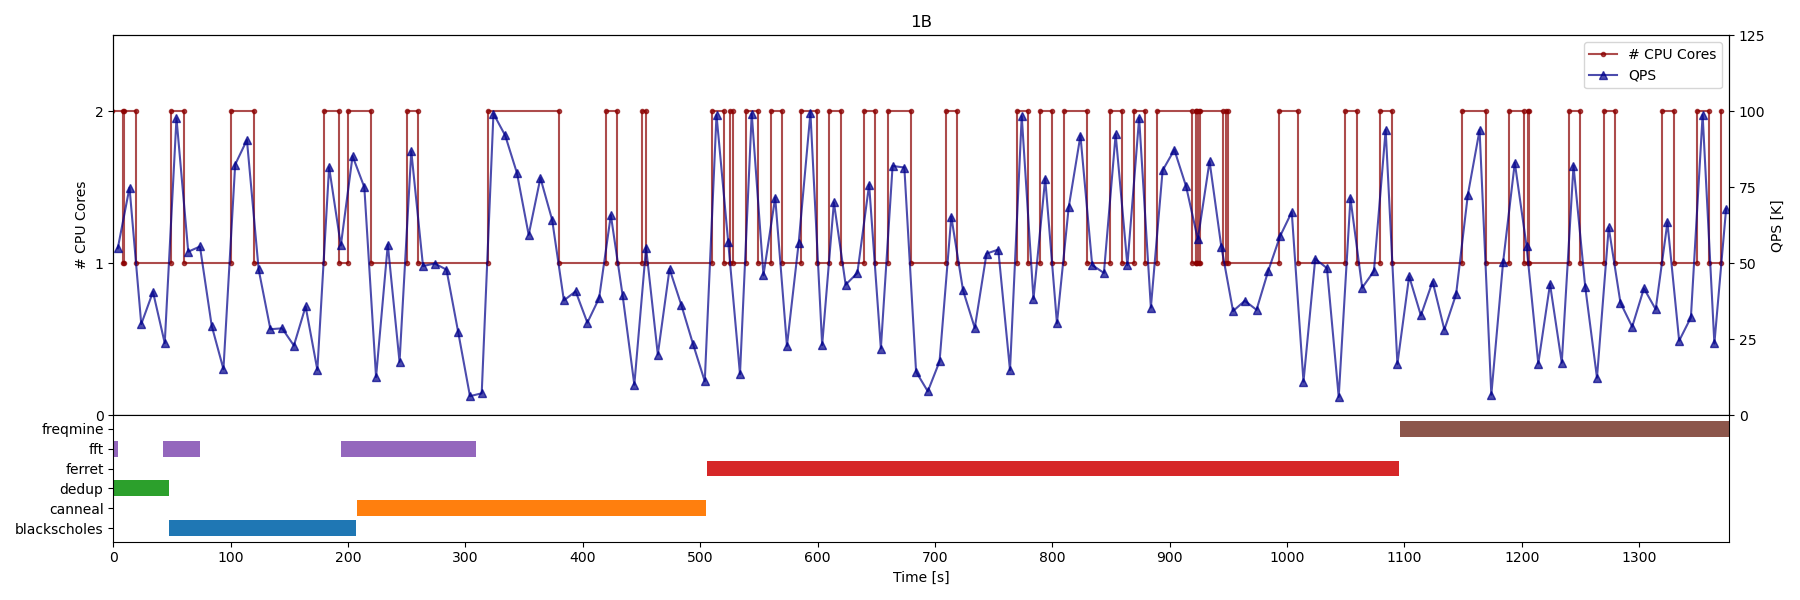 1B
# CPU Cores
QPS
2
1
0
# CPU Cores
125
100
75
50
25
0
QPS [K]
freqmine
fft
ferret
dedup
canneal
blackscholes
0 100 200 300 400 500 600 700 800 900 1000 1100 1200 1300
Time [s]